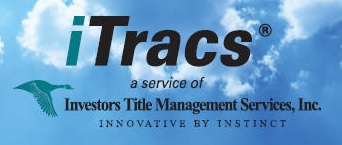 iTracs®
a service of
Investors Title Management Services, Inc.
INNOVATIVE BY INSTINCT